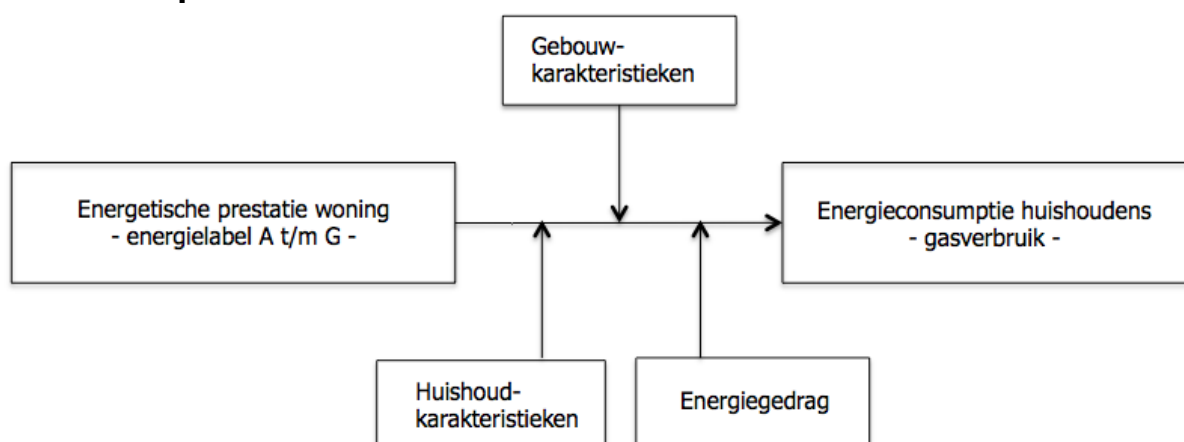 Gebouw-
karakteristieken
Energetische prestatie woning
- energielabel A t/m G -
Energieconsumptie huishoudens
- gasverbruik -
Huishoud-
karakteristieken
Energiegedrag